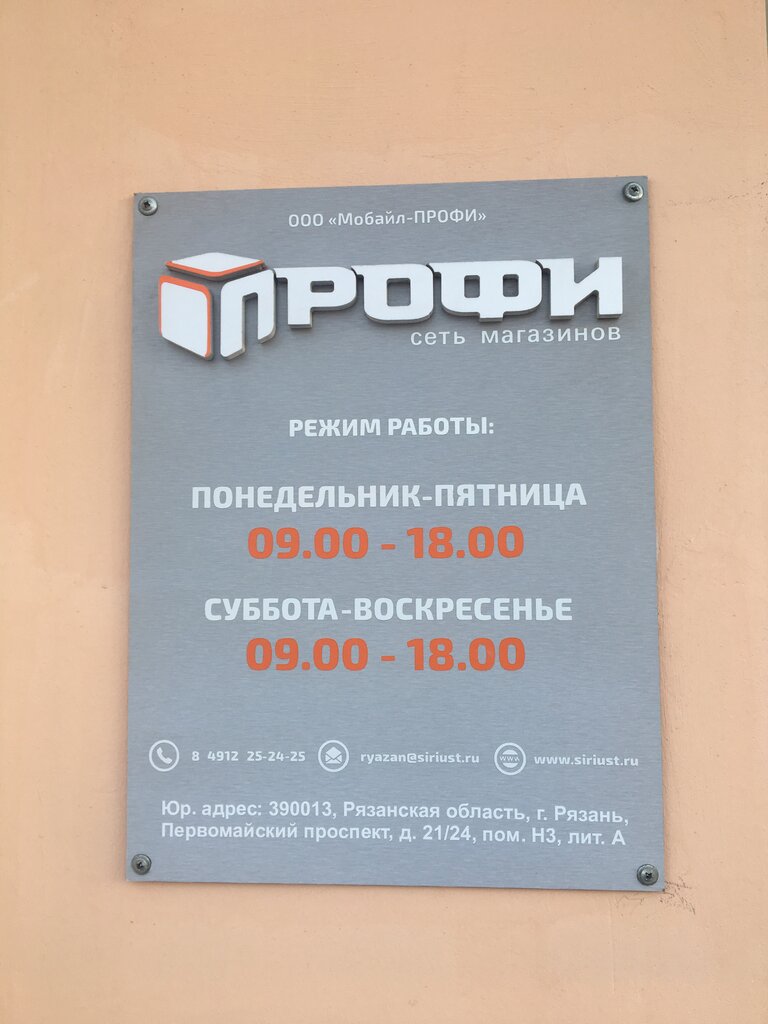 ООО «Мобайл-ПРОФИ»
ПРОФИ
сеть магазинов
РЕЖИМ РАБОТЫ:
ПОНЕДЕЛЬНИК-ПЯТНИЦА
09.00 - 18.00
СУББОТА-ВОСКРЕСЕНЬЕ
09.00 - 18.00
8 4912 25-24-25 ryazan@siriust.ru www www.siriust.ru
Юр. адрес: 390013, Рязанская область, г. Рязань,
Первомайский проспект, д. 21/24, пом. Н3, лит. А